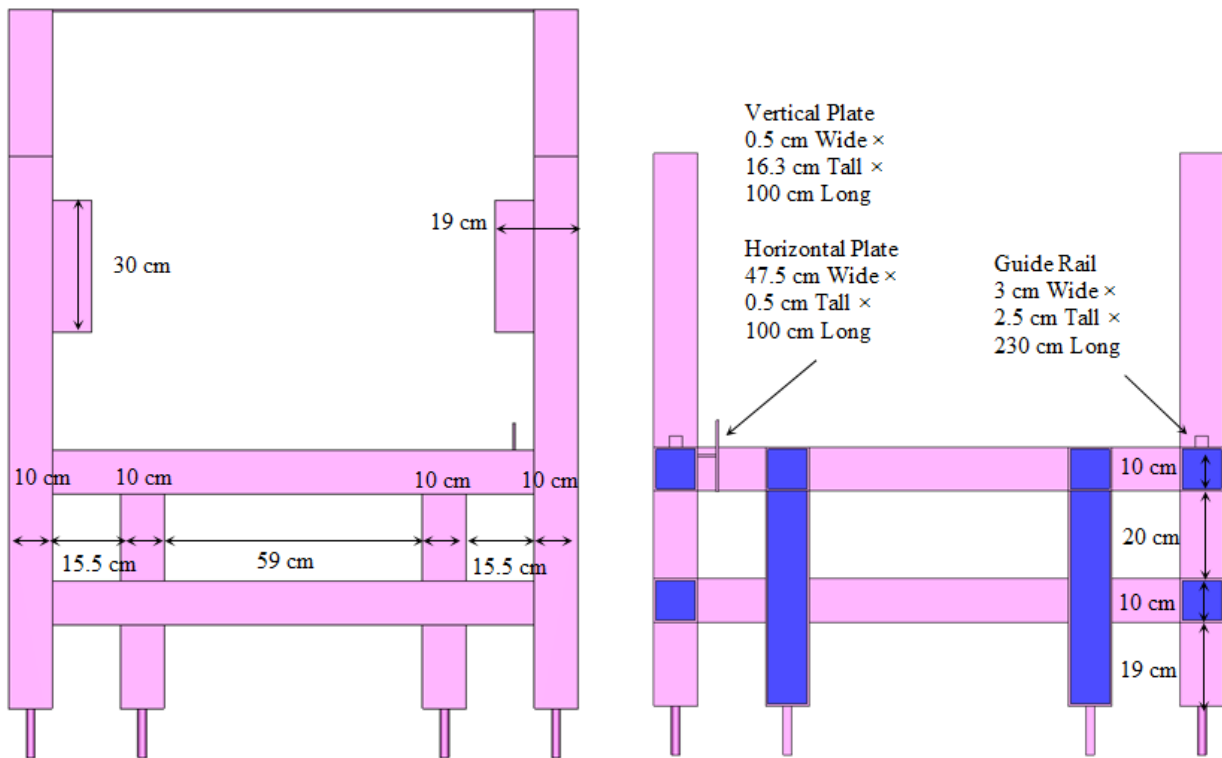 19 cm
30 cm
10 cm
10 cm
10 cm
10 cm
15.5 cm
59 cm
15.5 cm
Vertical Plate
0.5 cm Wide ×
16.3 cm Tall ×
100 cm Long
Horizontal Plate
47.5 cm Wide ×
0.5 cm Tall ×
100 cm Long
Guide Rail
3 cm Wide ×
2.5 cm Tall ×
230 cm Long
10 cm
20 cm
10 cm
19 cm